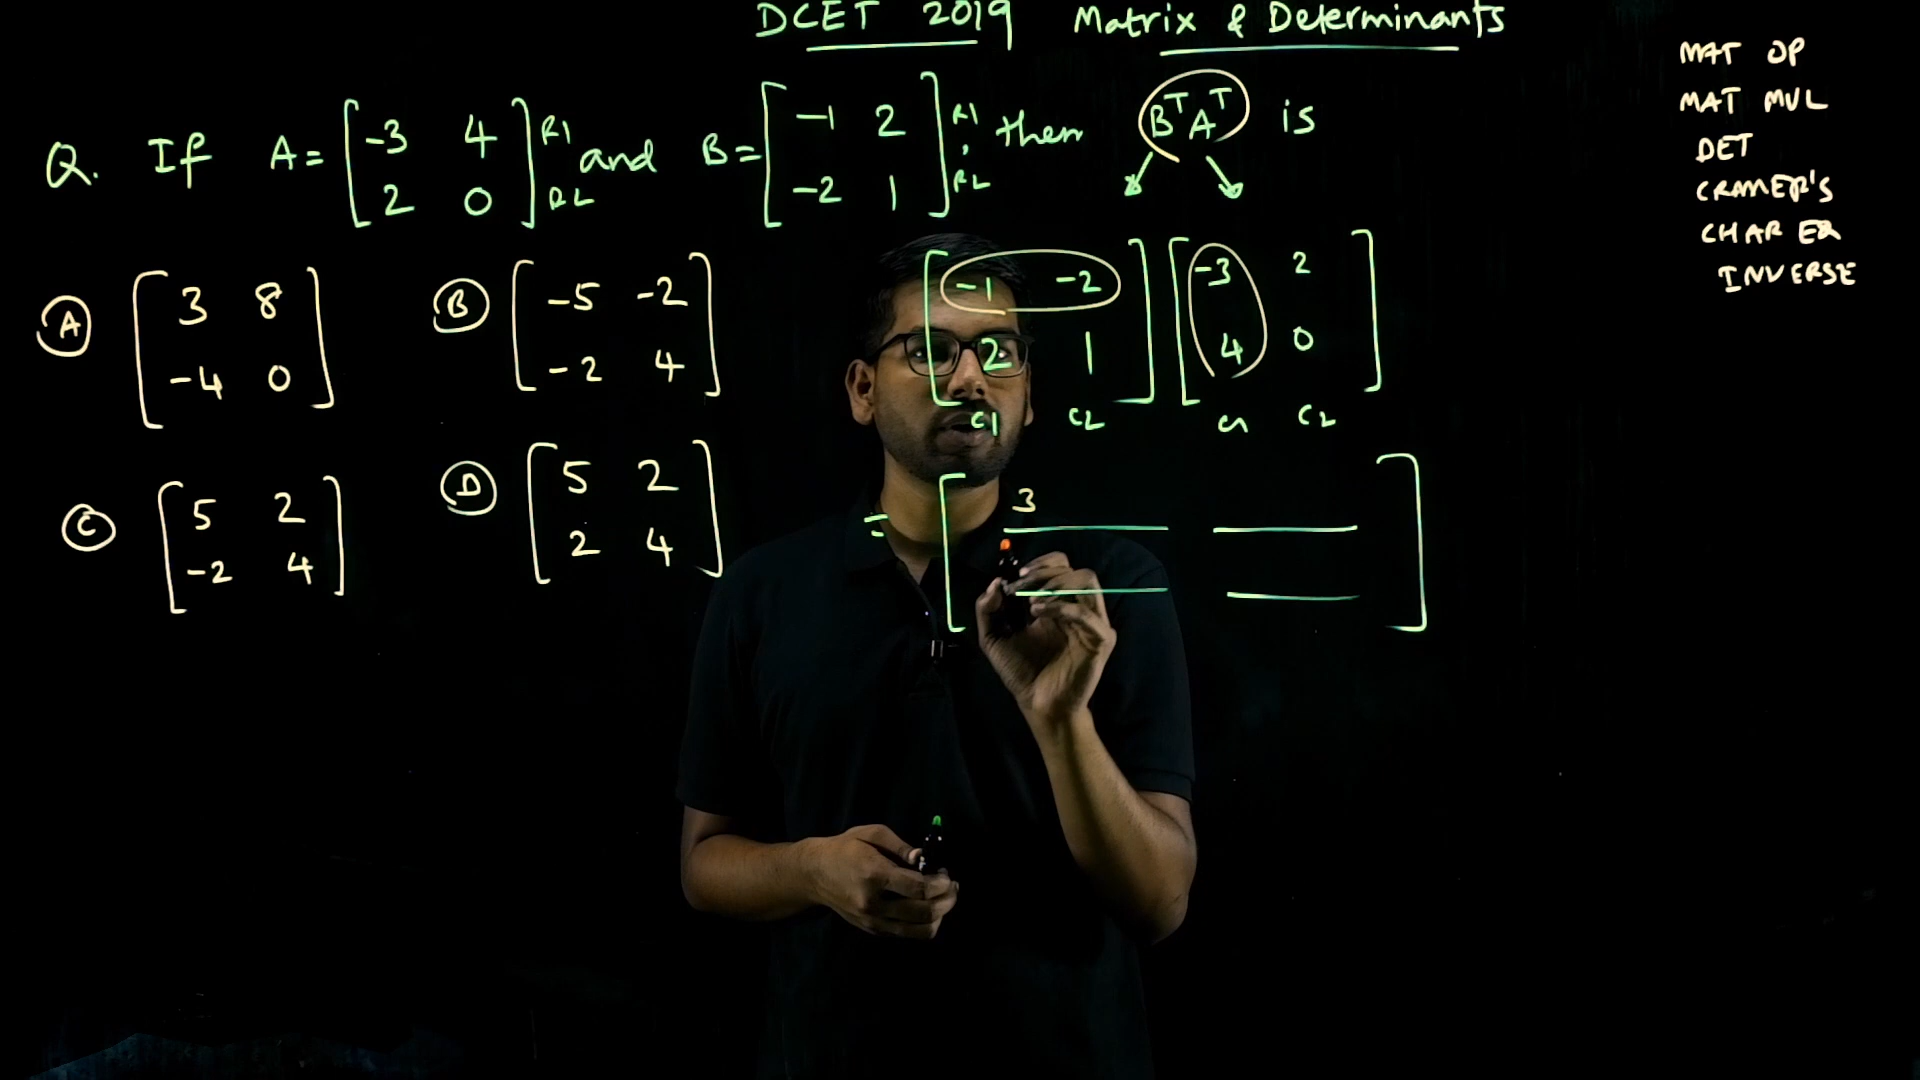 DCET 2019 Matrix & Determinants
Q. If A = [ -3 4 ] R1 and B = [ -1 2 ] R1 , then BᵀAᵀ is
[ 2 0 ] R2 [ -2 1 ] R2
MAT OP
MAT MUL
DET
CRAMER'S
CHAR EQ
INVERSE
(A) [ 3 8 ]
[ -4 0 ]
(B) [ -5 -2 ]
[ -2 4 ]
(C) [ 5 2 ]
[ -2 4 ]
(D) [ 5 2 ]
[ 2 4 ]
[ -1 -2 ] [ -3 2 ]
[ 2 1 ] [ 4 0 ]
C1 C2 C1 C2
= [ 3 ]